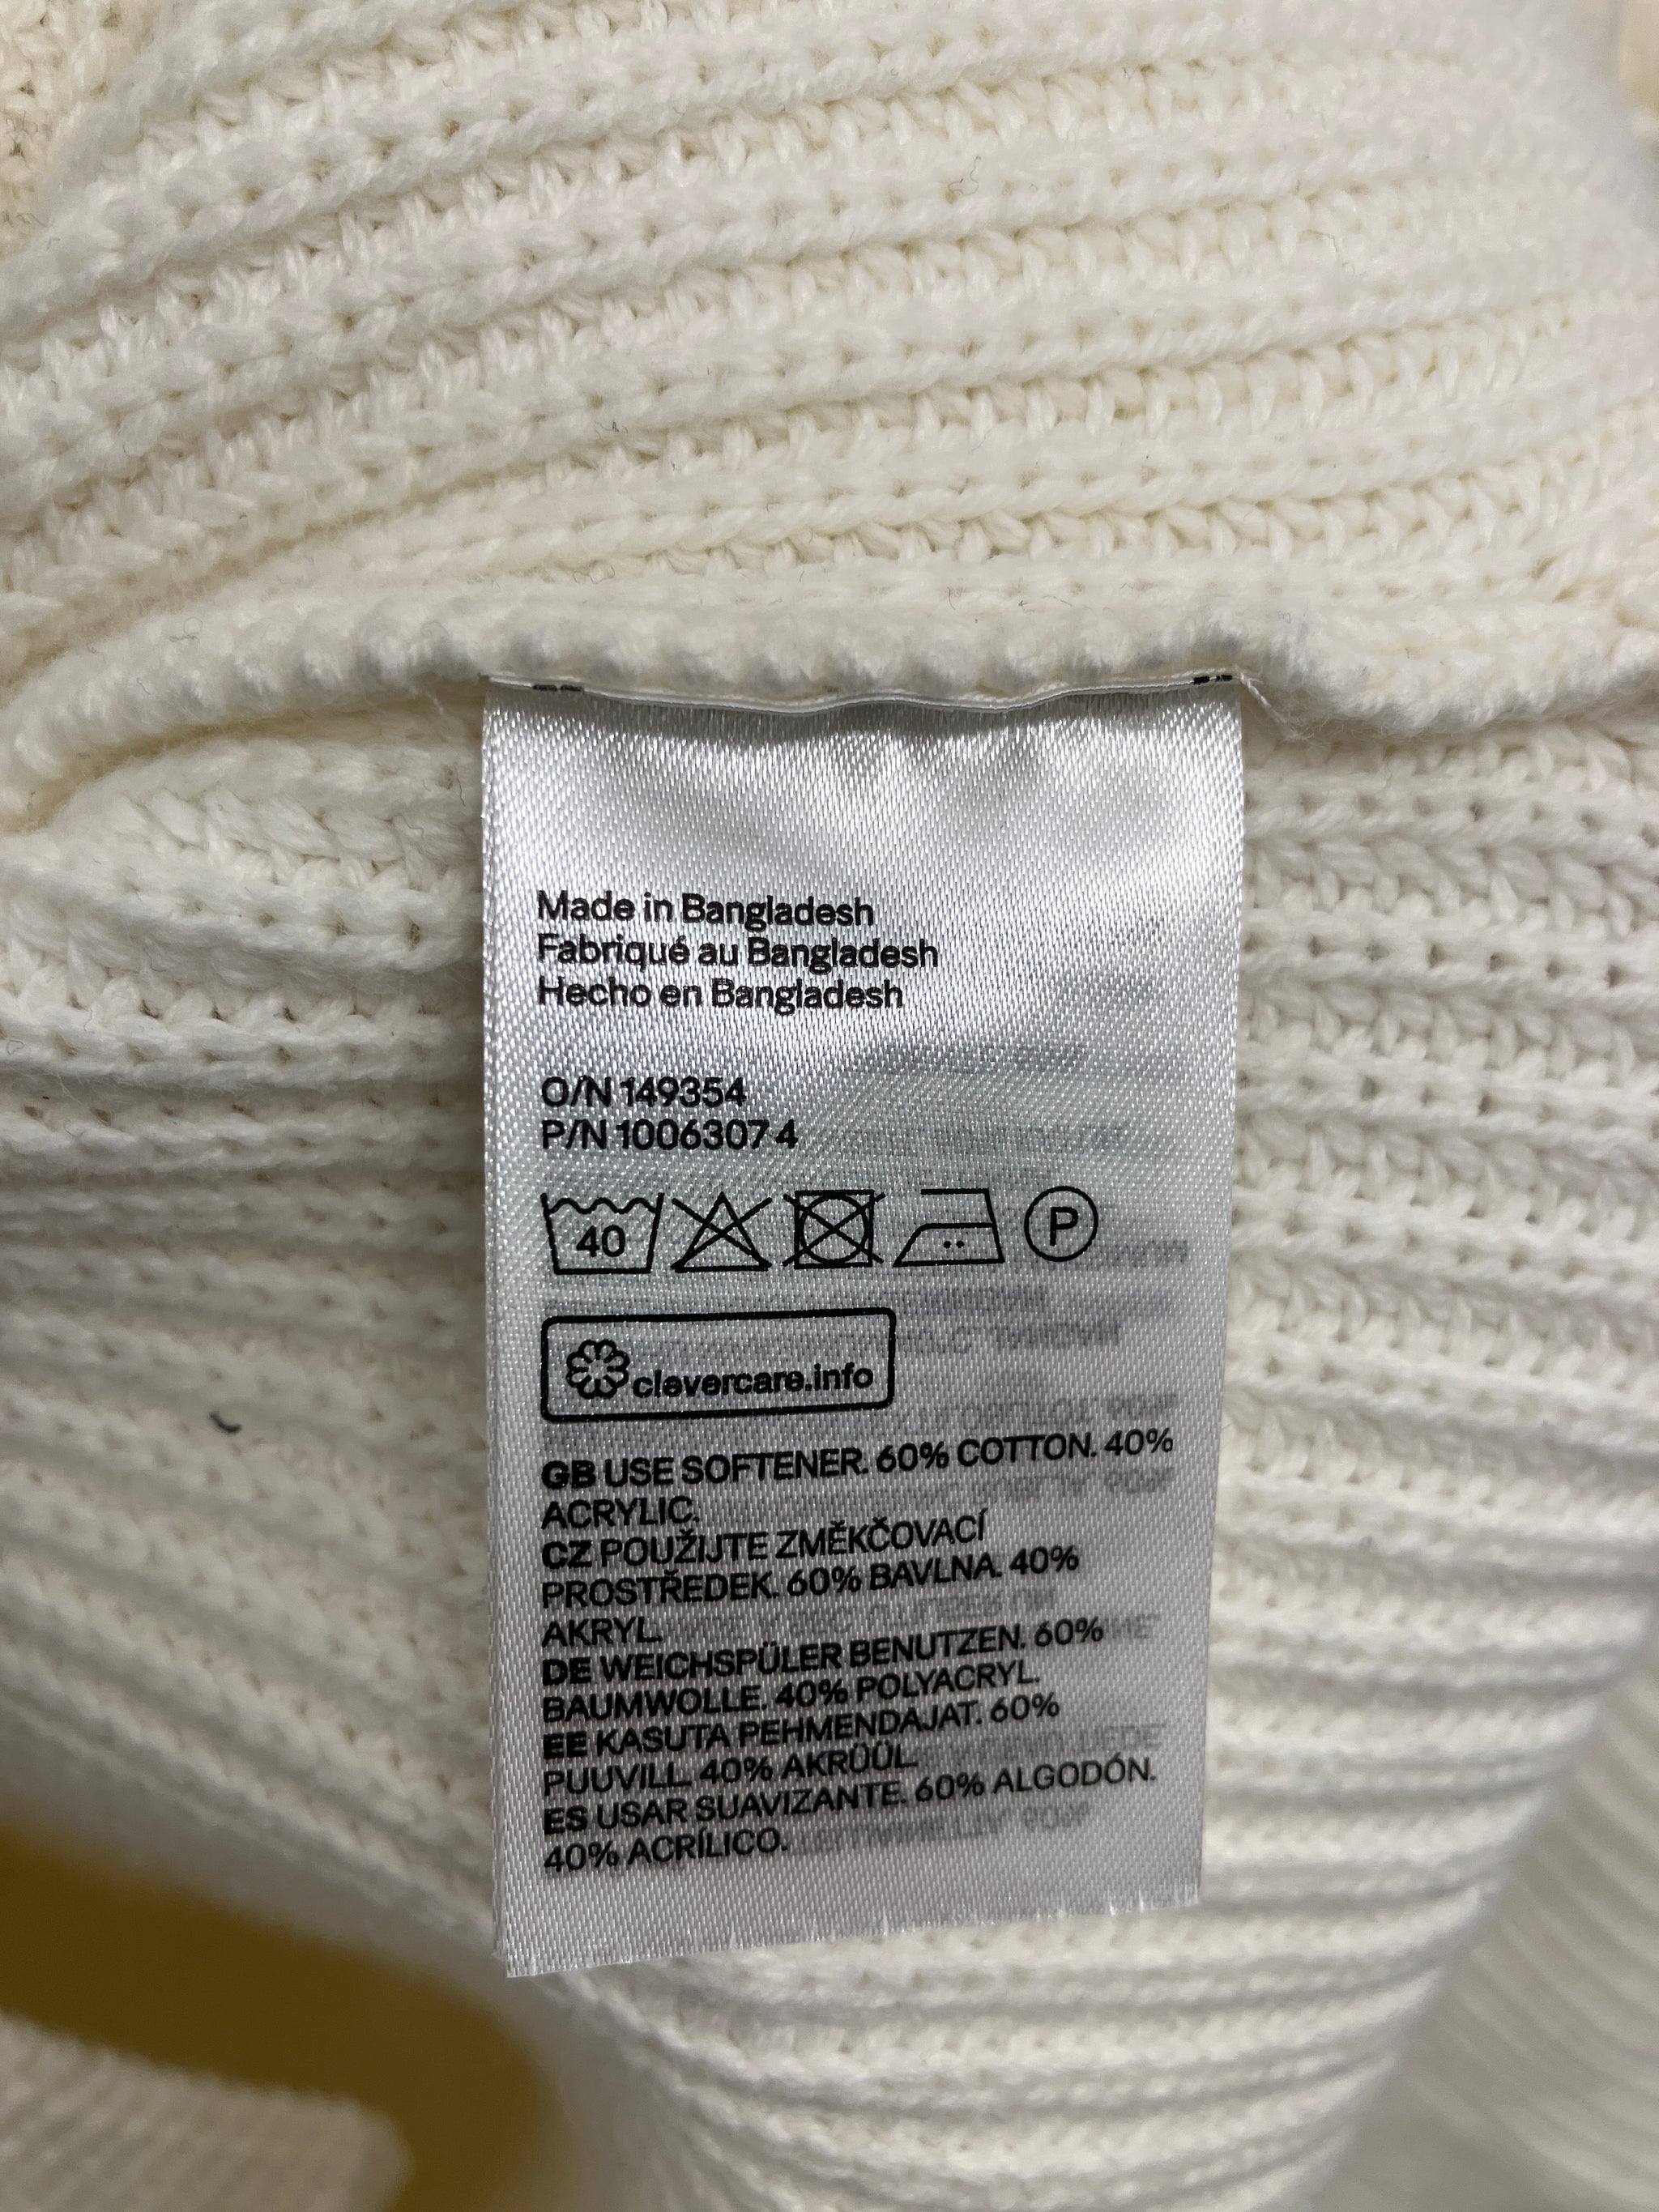 Made in Bangladesh
Fabriqué au Bangladesh
Hecho en Bangladesh
O/N 149354
P/N 10063074
40
P
clevercare.info
GB USE SOFTENER. 60% COTTON. 40%
ACRYLIC.
CZ POUŽIJTE ZMĚKČOVACÍ
PROSTŘEDEK. 60% BAVLNA. 40%
AKRYL.
DE WEICHSPÜLER BENUTZEN. 60%
BAUMWOLLE. 40% POLYACRYL.
EE KASUTA PEHMENDAJAT. 60%
PUUVILL. 40% AKRÜÜL.
ES USAR SUAVIZANTE. 60% ALGODÓN.
40% ACRÍLICO.